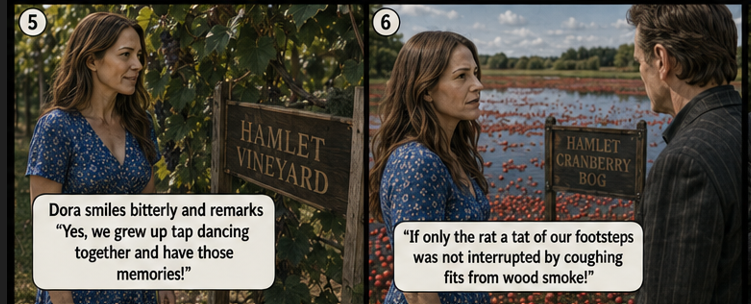 5
HAMLET
VINEYARD
Dora smiles bitterly and remarks
“Yes, we grew up tap dancing
together and have those
memories!”
6
HAMLET
CRANBERRY
BOG
“If only the rat a tat of our footsteps
was not interrupted by coughing
fits from wood smoke!”